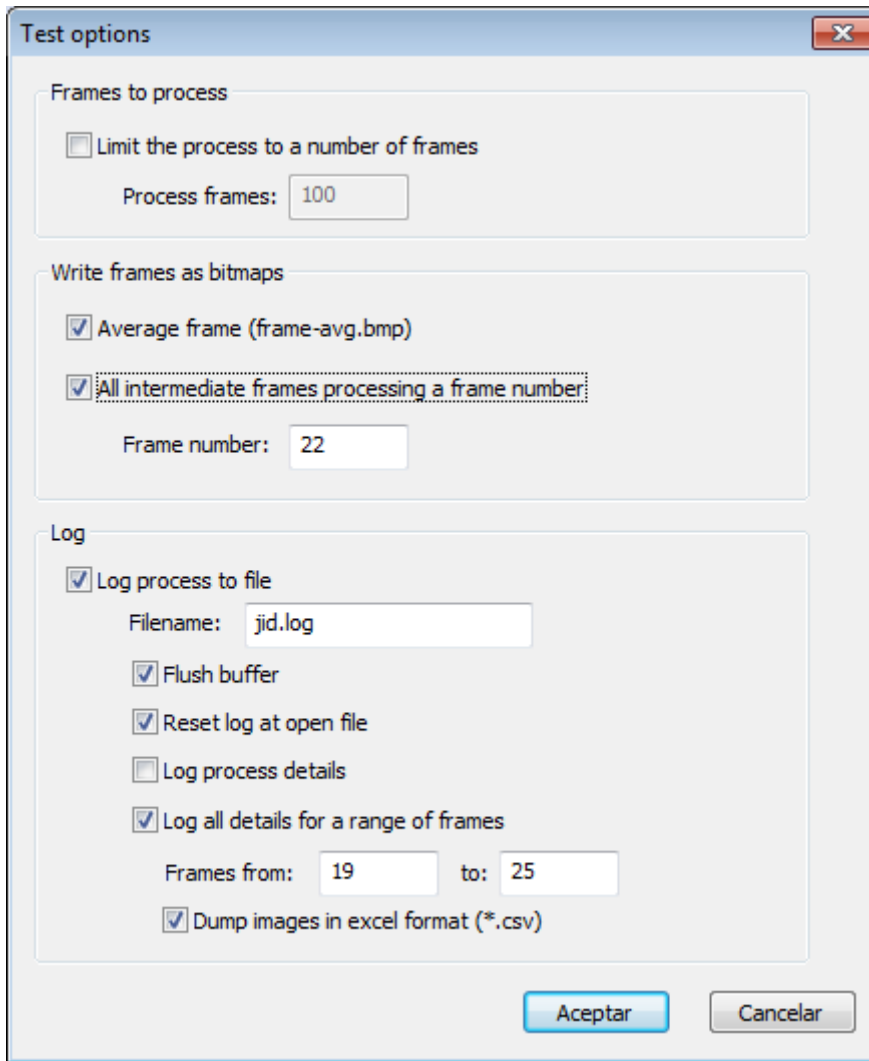 Test options
Frames to process
Limit the process to a number of frames
Process frames: 100
Write frames as bitmaps
Average frame (frame-avg.bmp)
All intermediate frames processing a frame number
Frame number: 22
Log
Log process to file
Filename: jid.log
Flush buffer
Reset log at open file
Log process details
Log all details for a range of frames
Frames from: 19 to: 25
Dump images in excel format (*.csv)
Aceptar Cancelar